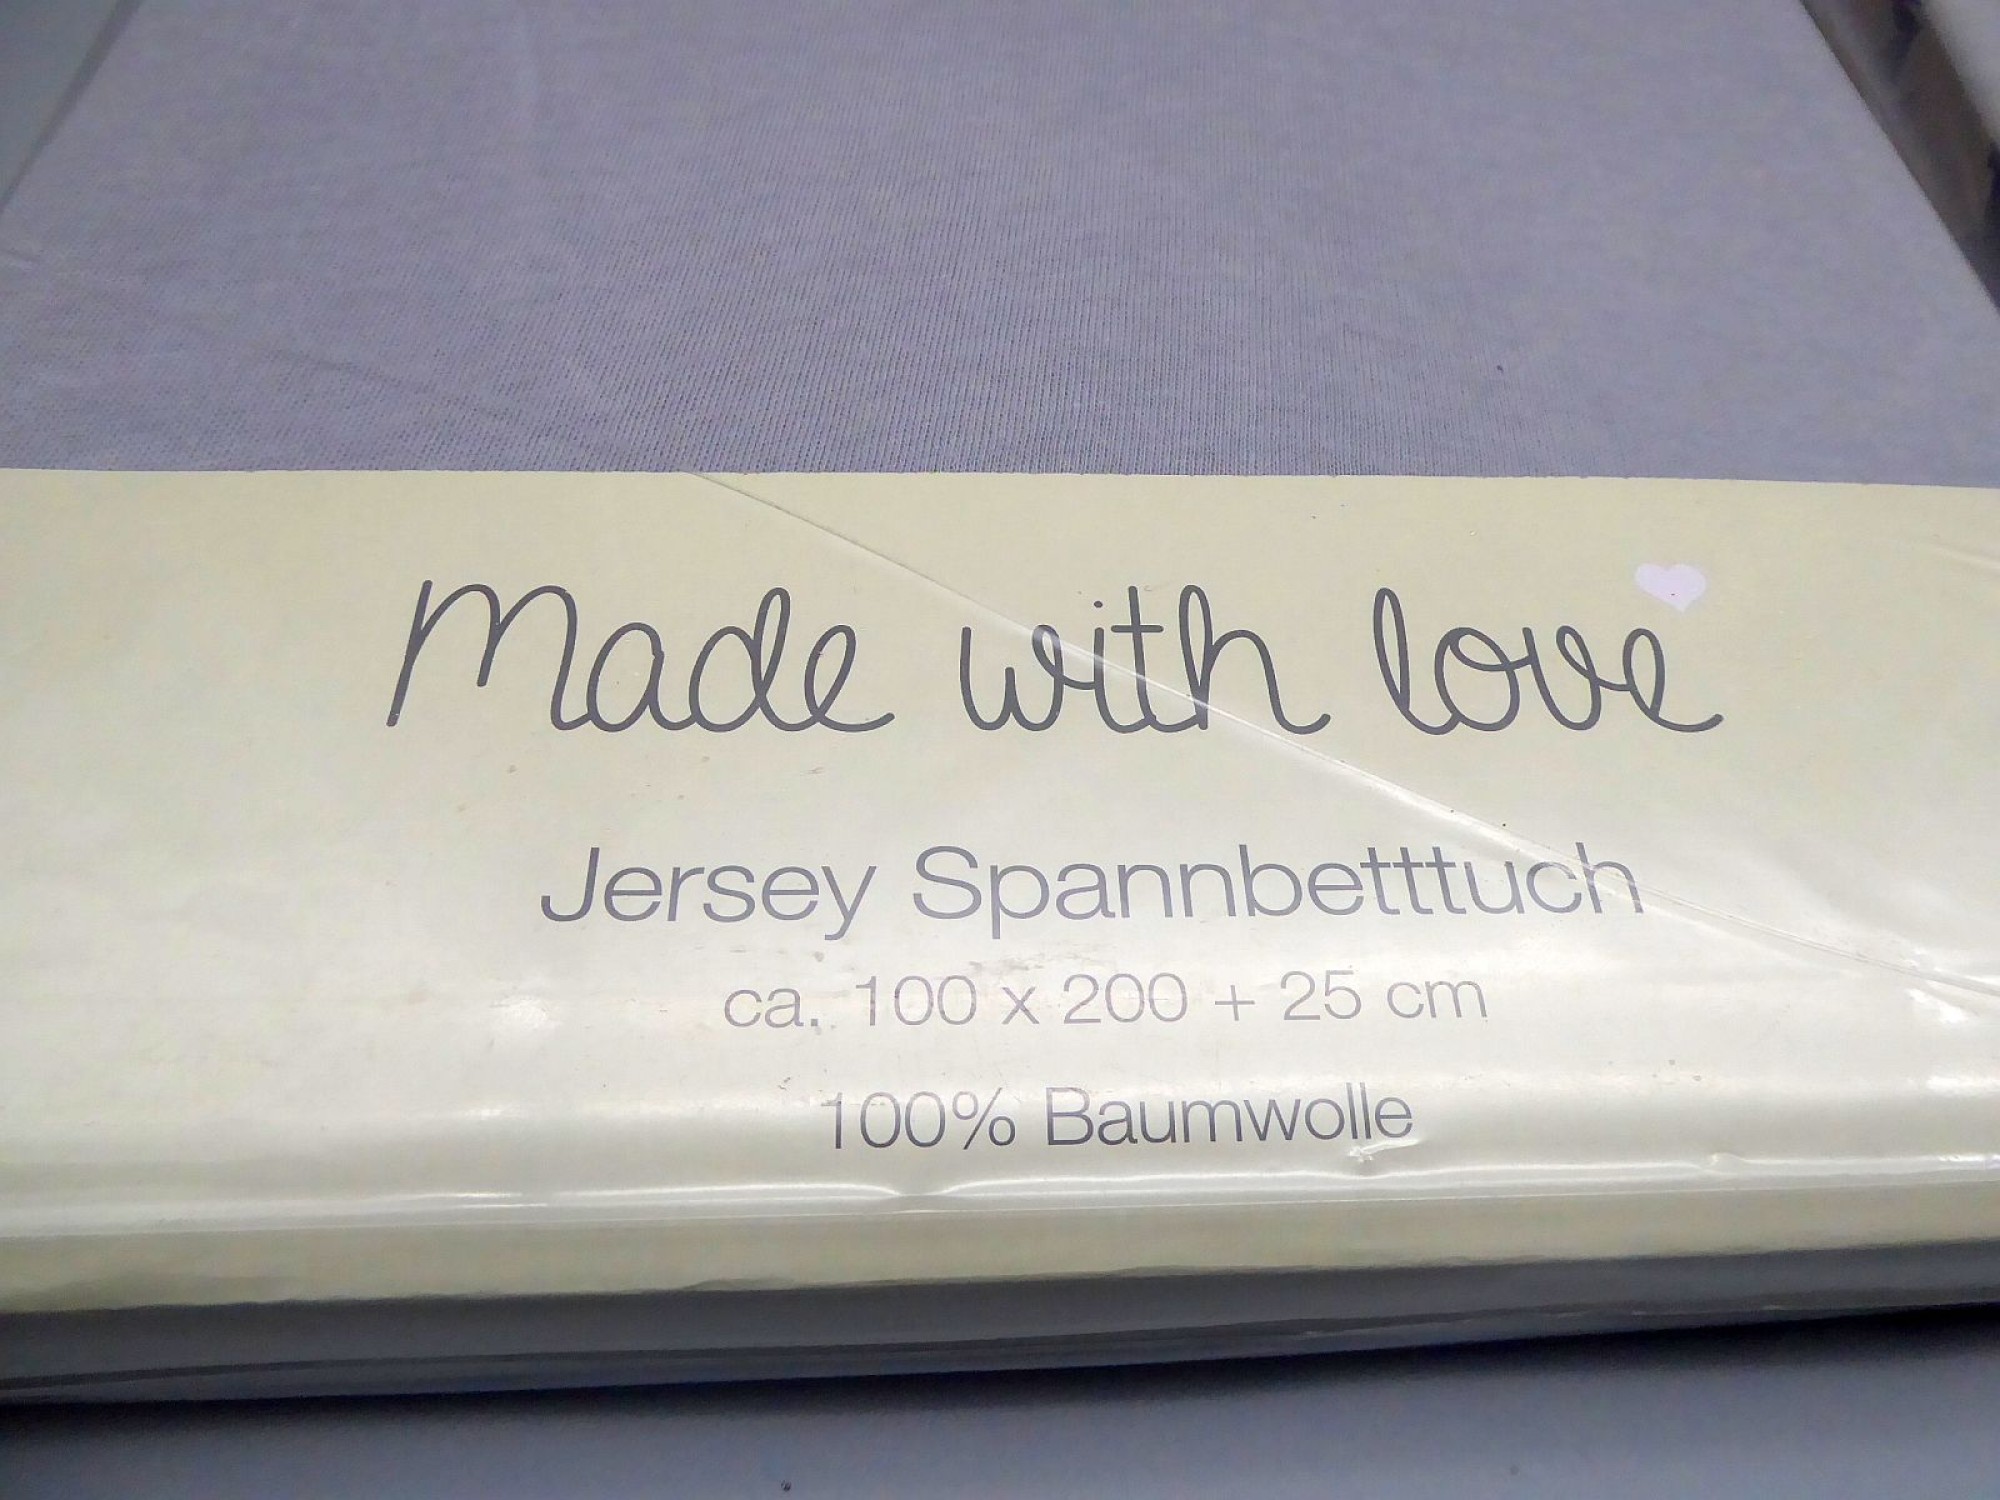 Made with love
Jersey Spannbetttuch
ca. 100 x 200 + 25 cm
100% Baumwolle